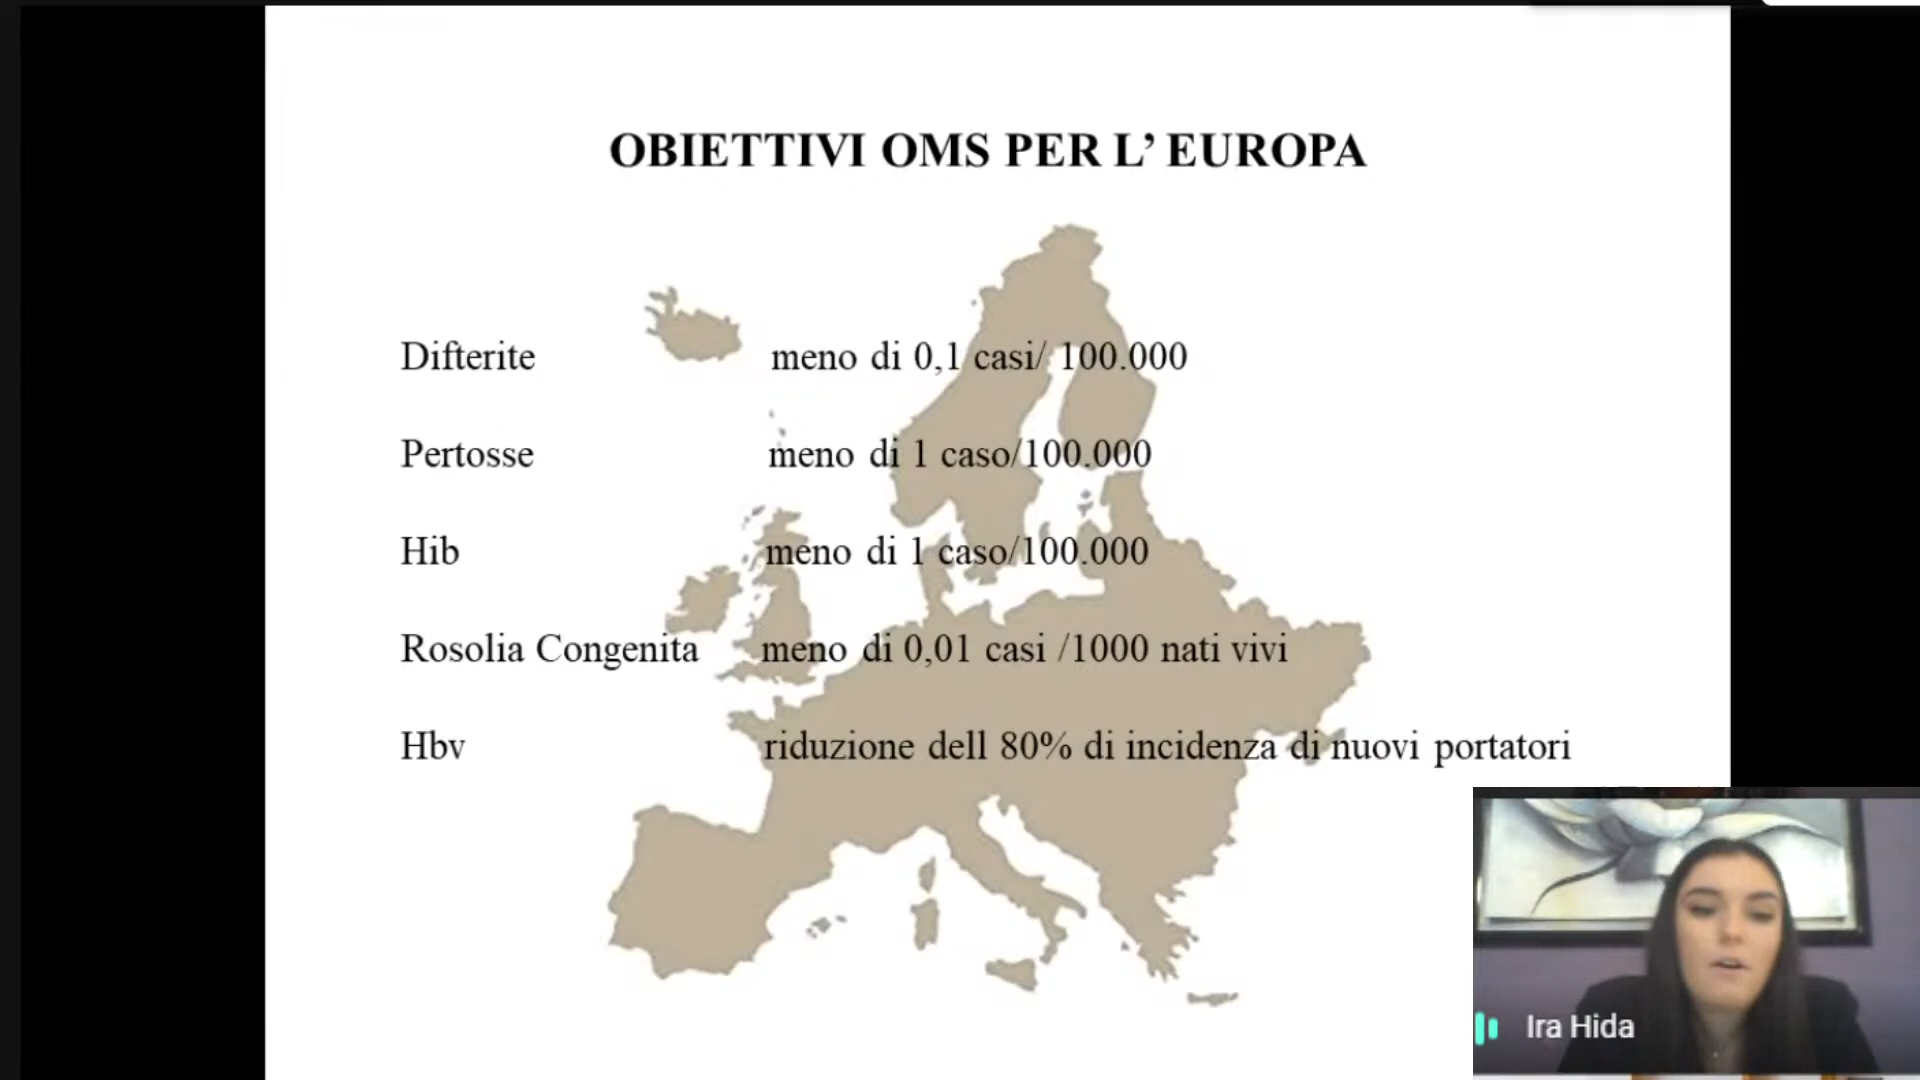 OBIETTIVI OMS PER L’ EUROPA
Difterite meno di 0,1 casi/ 100.000
Pertosse meno di 1 caso/100.000
Hib meno di 1 caso/100.000
Rosolia Congenita meno di 0,01 casi /1000 nati vivi
Hbv riduzione dell 80% di incidenza di nuovi portatori
Ira Hida